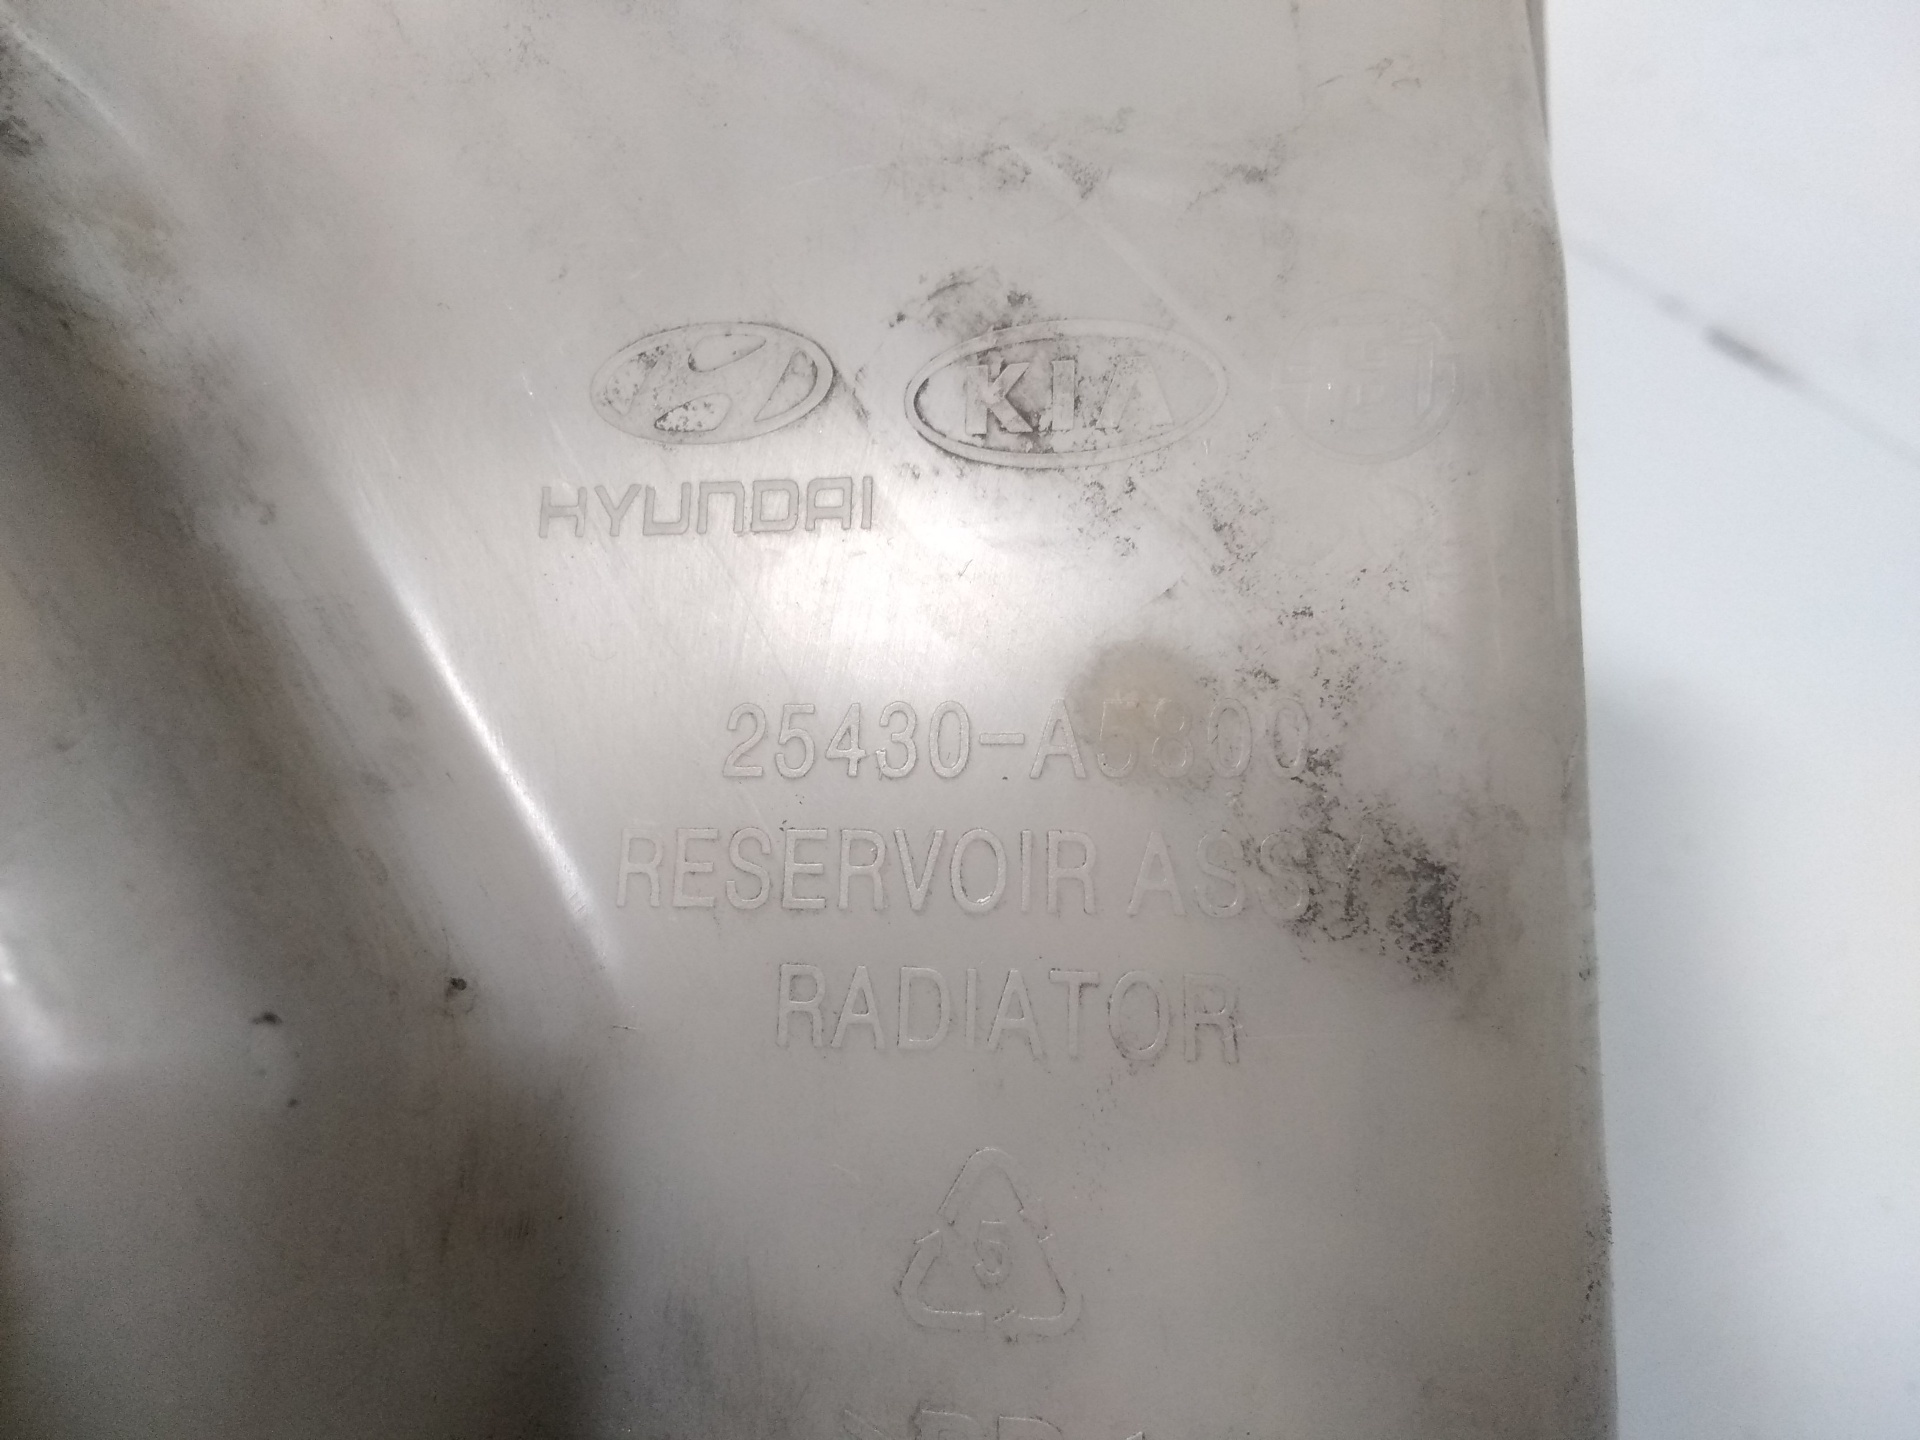 KIA
HYUNDAI
25430-A5800
RESERVOIR ASSY
RADIATOR
5